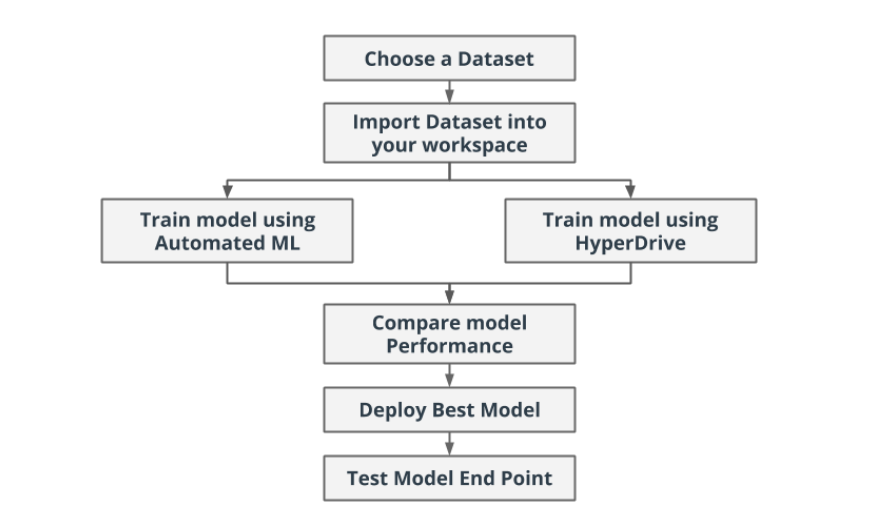 Choose a Dataset
Import Dataset into
your workspace
Train model using
Automated ML
Train model using
HyperDrive
Compare model
Performance
Deploy Best Model
Test Model End Point